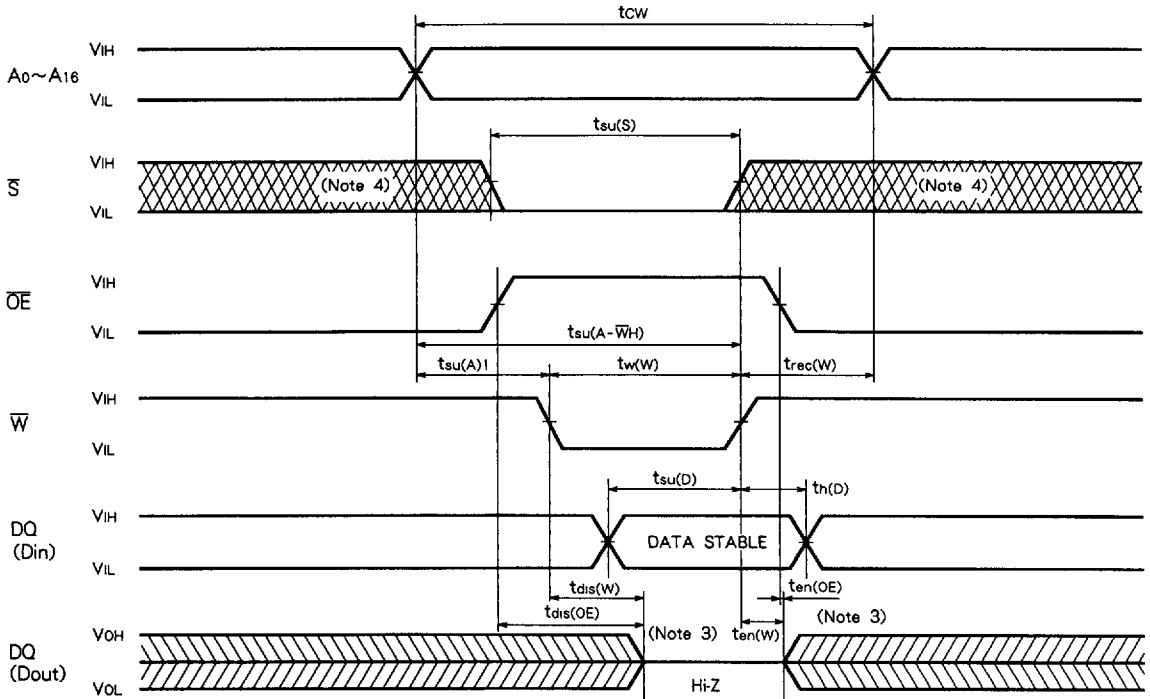 tCW
A0~A16
VIH
VIL
tsu(S)
S̅
VIH
(Note 4)
(Note 4)
VIL
O̅E̅
VIH
VIL
tsu(A-W̅H)
tsu(A)1
tw(W)
trec(W)
W̅
VIH
VIL
tsu(D)
th(D)
DQ
(Din)
VIH
DATA STABLE
VIL
tdis(W)
ten(OE)
tdis(OE)
(Note 3)
ten(W)
(Note 3)
DQ
(Dout)
VOH
VOL
Hi-Z